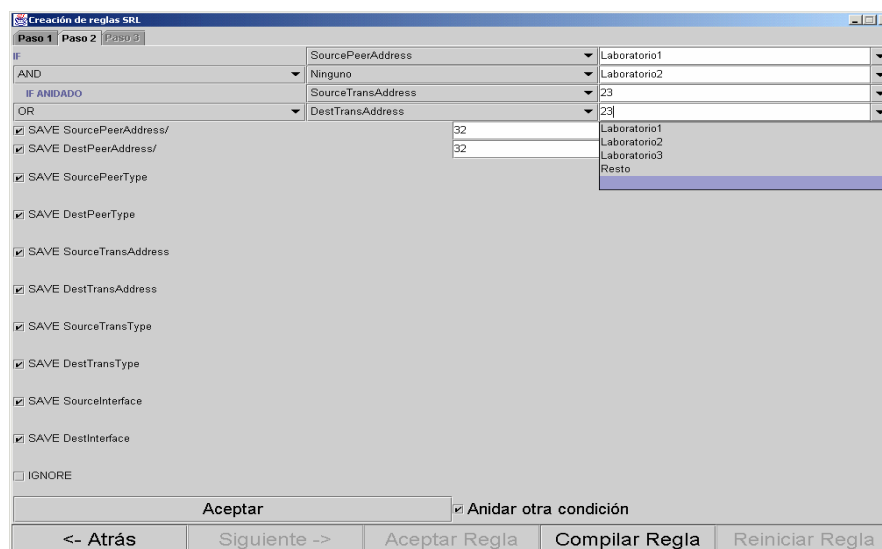 Creación de reglas SRL
Paso 1 Paso 2 Paso 3
IF SourcePeerAddress Laboratorio1
AND Ninguno Laboratorio2
IF ANIDADO SourceTransAddress 23
OR DestTransAddress 23
SAVE SourcePeerAddress/ 32 Laboratorio1
Laboratorio2
SAVE DestPeerAddress/ 32 Laboratorio3
Resto
SAVE SourcePeerType
SAVE DestPeerType
SAVE SourceTransAddress
SAVE DestTransAddress
SAVE SourceTransType
SAVE DestTransType
SAVE SourceInterface
SAVE DestInterface
IGNORE
Aceptar Anidar otra condición
<- Atrás Siguiente -> Aceptar Regla Compilar Regla Reiniciar Regla